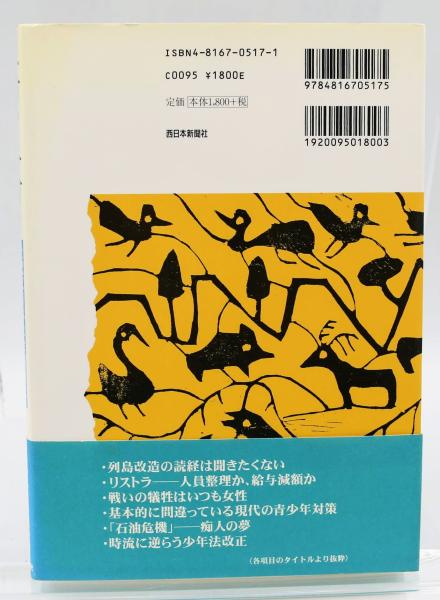 ISBN4-8167-0517-1
C0095 ¥1800E
定価 本体1,800+税
西日本新聞社
9784816705175
1920095018003
・列島改造の読経は聞きたくない
・リストラ——人員整理か、給与減額か
・戦いの犠牲はいつも女性
・基本的に間違っている現代の青少年対策
・「石油危機」——痴人の夢
・時流に逆らう少年法改正
(各項目のタイトルより抜粋)